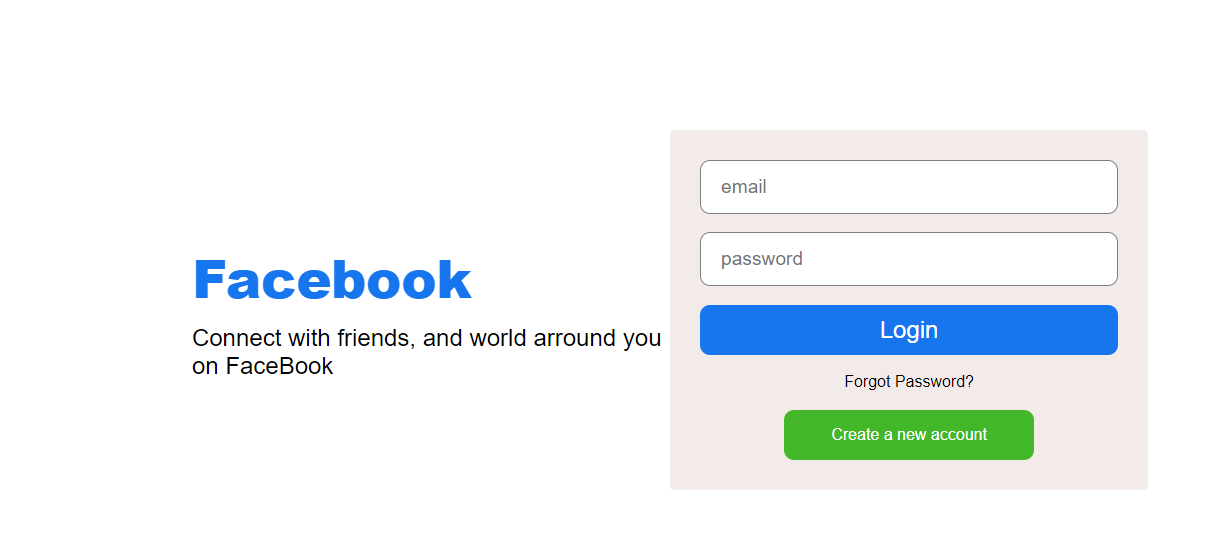 Facebook
Connect with friends, and world arround you
on FaceBook
email
password
Login
Forgot Password?
Create a new account